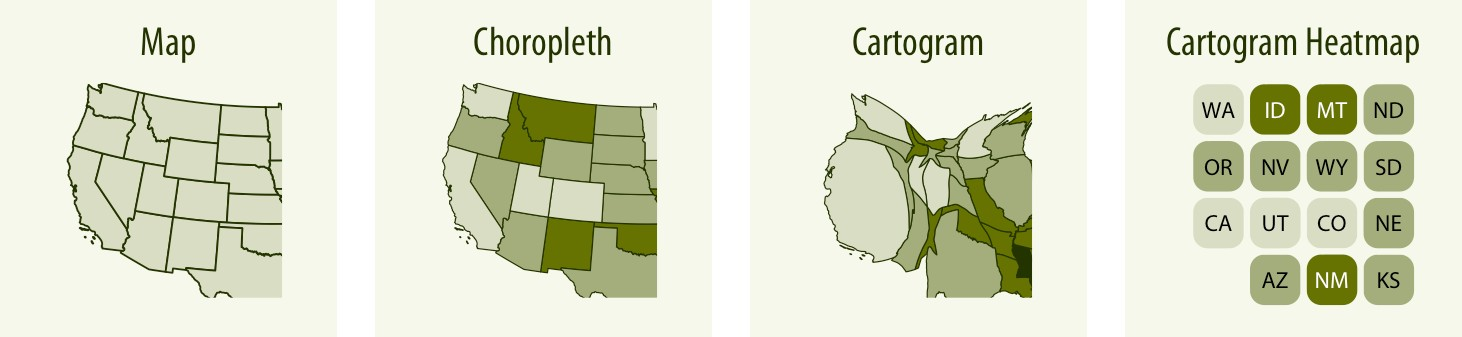 Map
Choropleth
Cartogram
Cartogram Heatmap
WA ID MT ND
OR NV WY SD
CA UT CO NE
AZ NM KS